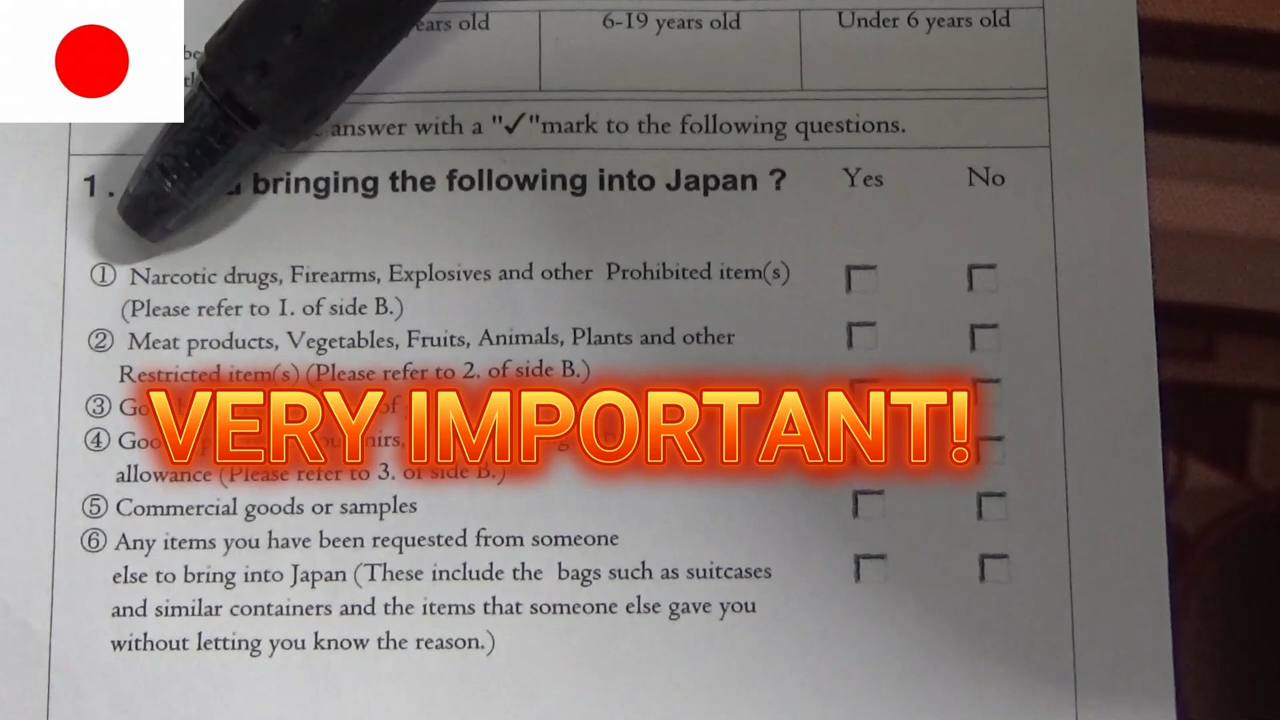 ears old 6-19 years old Under 6 years old
answer with a "✓"mark to the following questions.
1. bringing the following into Japan ? Yes No
① Narcotic drugs, Firearms, Explosives and other Prohibited item(s)
(Please refer to 1. of side B.)
② Meat products, Vegetables, Fruits, Animals, Plants and other
Restricted item(s) (Please refer to 2. of side B.)
③ of
VERY IMPORTANT!
④
allowance (Please refer to 3. of side B.)
⑤ Commercial goods or samples
⑥ Any items you have been requested from someone
else to bring into Japan (These include the bags such as suitcases
and similar containers and the items that someone else gave you
without letting you know the reason.)